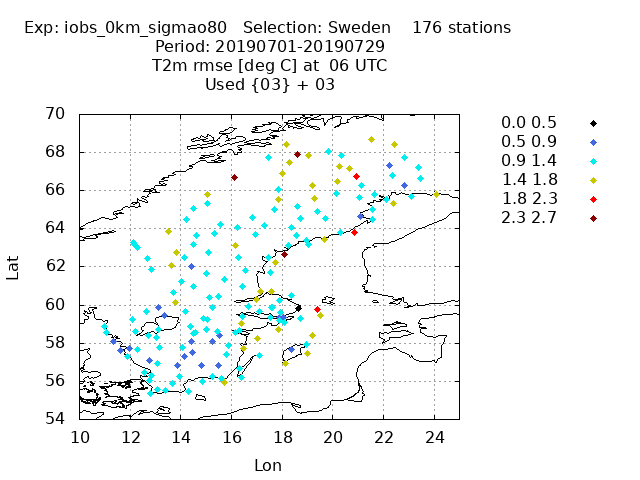 Exp: iobs_0km_sigmao80   Selection: Sweden    176 stations
Period: 20190701-20190729
T2m rmse [deg C] at  06 UTC
Used {03} + 03
70
68
66
64
62
60
58
56
54
10 12 14 16 18 20 22 24
Lat
Lon
0.0 0.5
0.5 0.9
0.9 1.4
1.4 1.8
1.8 2.3
2.3 2.7